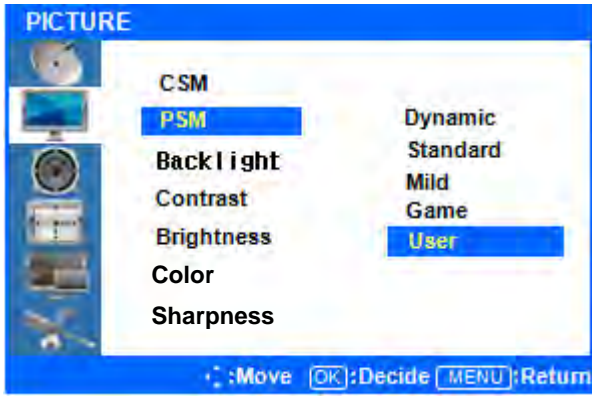 PICTURE
CSM
PSM
Dynamic
Backlight
Standard
Contrast
Mild
Game
Brightness
User
Color
Sharpness
:Move OK:Decide MENU:Return